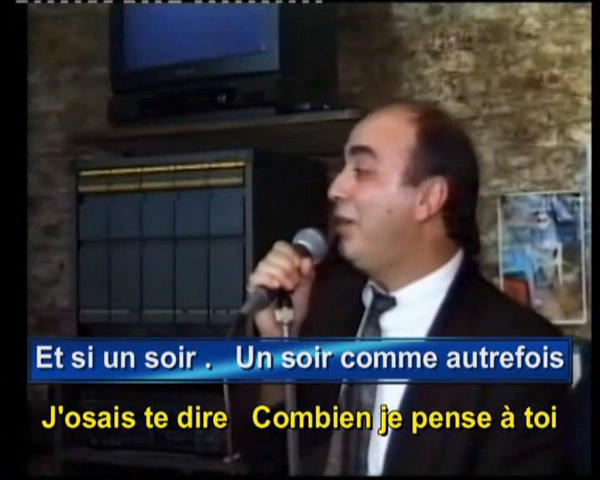 Et si un soir . Un soir comme autrefois
J'osais te dire Combien je pense à toi